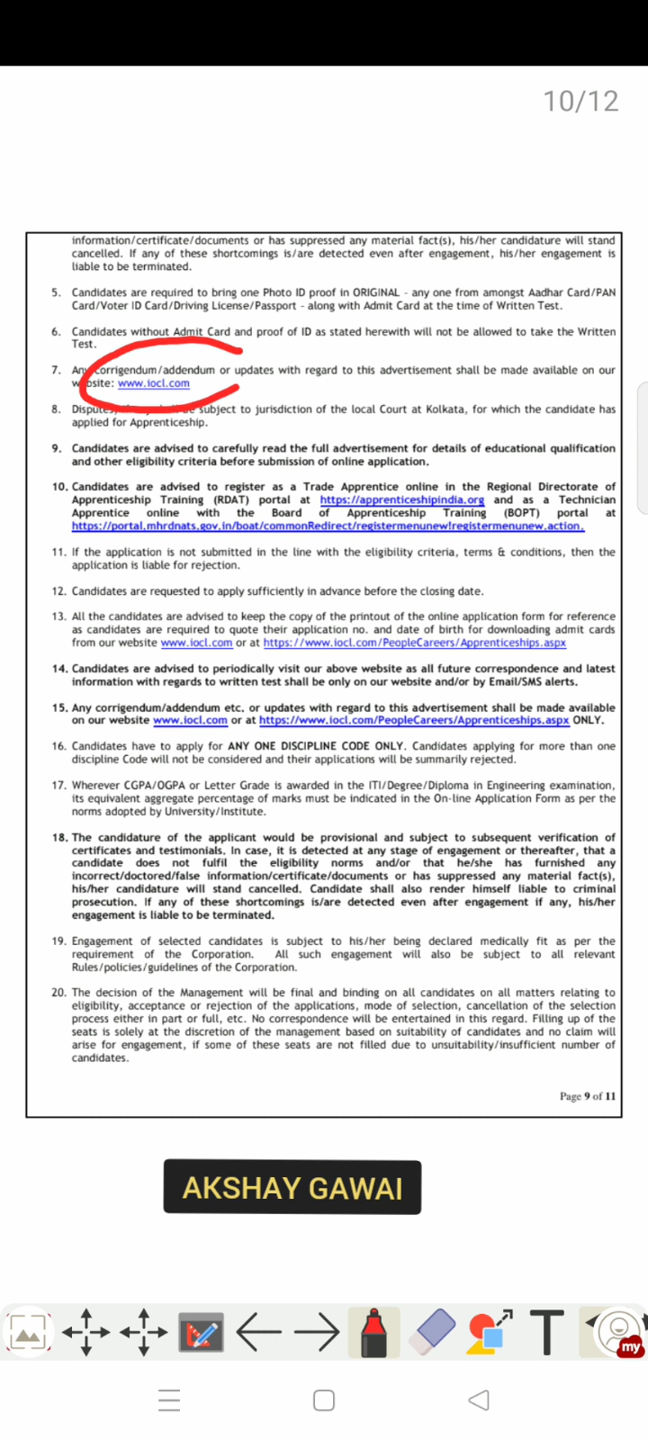 10/12
information/certificate/documents or has suppressed any material fact(s), his/her candidature will stand
cancelled. If any of these shortcomings is/are detected even after engagement, his/her engagement is
liable to be terminated.
5. Candidates are required to bring one Photo ID proof in ORIGINAL - any one from amongst Aadhar Card/PAN
Card/Voter ID Card/Driving License/Passport - along with Admit Card at the time of Written Test.
6. Candidates without Admit Card and proof of ID as stated herewith will not be allowed to take the Written
Test.
7. Any corrigendum/addendum or updates with regard to this advertisement shall be made available on our
website: www.iocl.com
8. Disputes, be subject to jurisdiction of the local Court at Kolkata, for which the candidate has
applied for Apprenticeship.
9. Candidates are advised to carefully read the full advertisement for details of educational qualification
and other eligibility criteria before submission of online application.
10. Candidates are advised to register as a Trade Apprentice online in the Regional Directorate of
Apprenticeship Training (RDAT) portal at https://apprenticeshipindia.org and as a Technician
Apprentice online with the Board of Apprenticeship Training (BOPT) portal at
https://portal.mhrdnats.gov.in/boat/commonRedirect/registermenunew!registermenunew.action.
11. If the application is not submitted in the line with the eligibility criteria, terms & conditions, then the
application is liable for rejection.
12. Candidates are requested to apply sufficiently in advance before the closing date.
13. All the candidates are advised to keep the copy of the printout of the online application form for reference
as candidates are required to quote their application no. and date of birth for downloading admit cards
from our website www.iocl.com or at https://www.iocl.com/PeopleCareers/Apprenticeships.aspx
14. Candidates are advised to periodically visit our above website as all future correspondence and latest
information with regards to written test shall be only on our website and/or by Email/SMS alerts.
15. Any corrigendum/addendum etc. or updates with regard to this advertisement shall be made available
on our website www.iocl.com or at https://www.iocl.com/PeopleCareers/Apprenticeships.aspx ONLY.
16. Candidates have to apply for ANY ONE DISCIPLINE CODE ONLY. Candidates applying for more than one
discipline Code will not be considered and their applications will be summarily rejected.
17. Wherever CGPA/OGPA or Letter Grade is awarded in the ITI/Degree/Diploma in Engineering examination,
its equivalent aggregate percentage of marks must be indicated in the On-line Application Form as per the
norms adopted by University/Institute.
18. The candidature of the applicant would be provisional and subject to subsequent verification of
certificates and testimonials. In case, it is detected at any stage of engagement or thereafter, that a
candidate does not fulfil the eligibility norms and/or that he/she has furnished any
incorrect/doctored/false information/certificate/documents or has suppressed any material fact(s),
his/her candidature will stand cancelled. Candidate shall also render himself liable to criminal
prosecution. If any of these shortcomings is/are detected even after engagement if any, his/her
engagement is liable to be terminated.
19. Engagement of selected candidates is subject to his/her being declared medically fit as per the
requirement of the Corporation. All such engagement will also be subject to all relevant
Rules/policies/guidelines of the Corporation.
20. The decision of the Management will be final and binding on all candidates on all matters relating to
eligibility, acceptance or rejection of the applications, mode of selection, cancellation of the selection
process either in part or full, etc. No correspondence will be entertained in this regard. Filling up of the
seats is solely at the discretion of the management based on suitability of candidates and no claim will
arise for engagement, if some of these seats are not filled due to unsuitability/insufficient number of
candidates.
Page 9 of 11
AKSHAY GAWAI
T
my